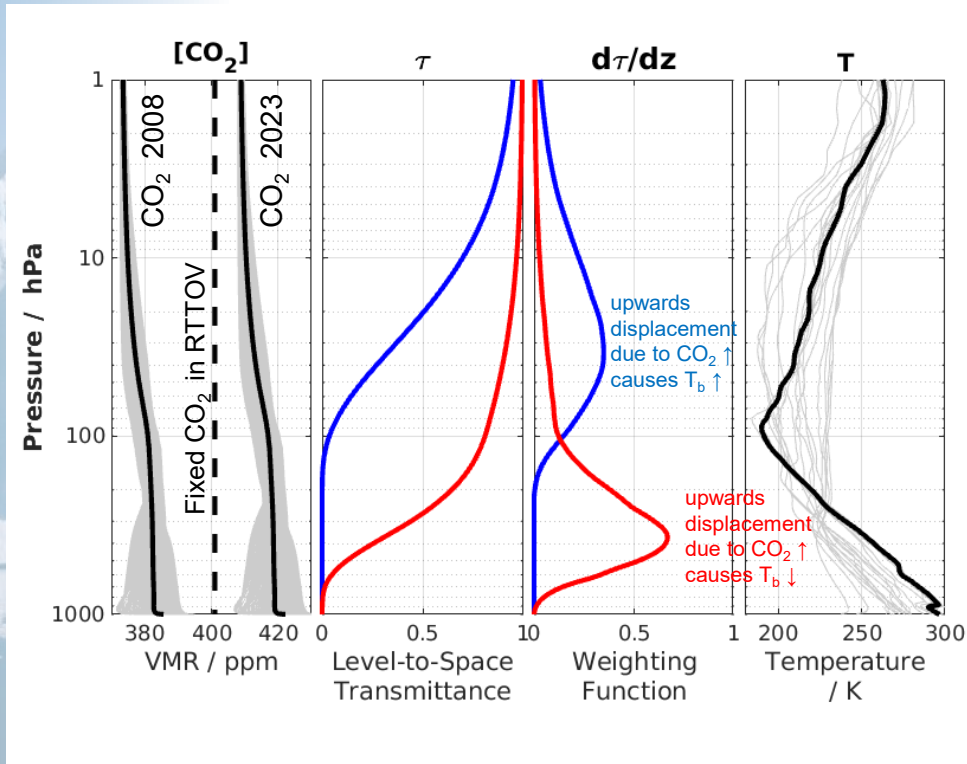 [CO₂]
τ
dτ/dz
T
Pressure / hPa
1
10
100
1000
CO₂ 2008
Fixed CO₂ in RTTOV
CO₂ 2023
upwards
displacement
due to CO₂ ↑
causes T_b ↑
upwards
displacement
due to CO₂ ↑
causes T_b ↓
380 400 420
0 0.5 1
0 0.5 1
200 250 300
VMR / ppm
Level-to-Space
Transmittance
Weighting
Function
Temperature
/ K